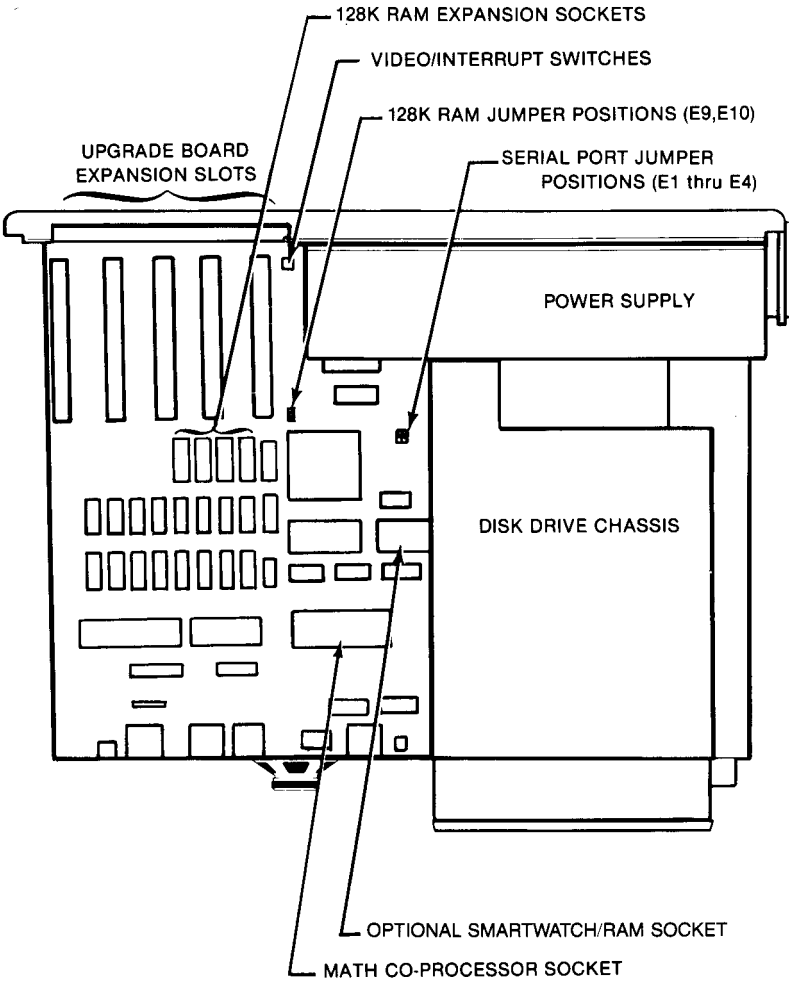 128K RAM EXPANSION SOCKETS
VIDEO/INTERRUPT SWITCHES
128K RAM JUMPER POSITIONS (E9,E10)
UPGRADE BOARD
EXPANSION SLOTS
SERIAL PORT JUMPER
POSITIONS (E1 thru E4)
POWER SUPPLY
DISK DRIVE CHASSIS
OPTIONAL SMARTWATCH/RAM SOCKET
MATH CO-PROCESSOR SOCKET